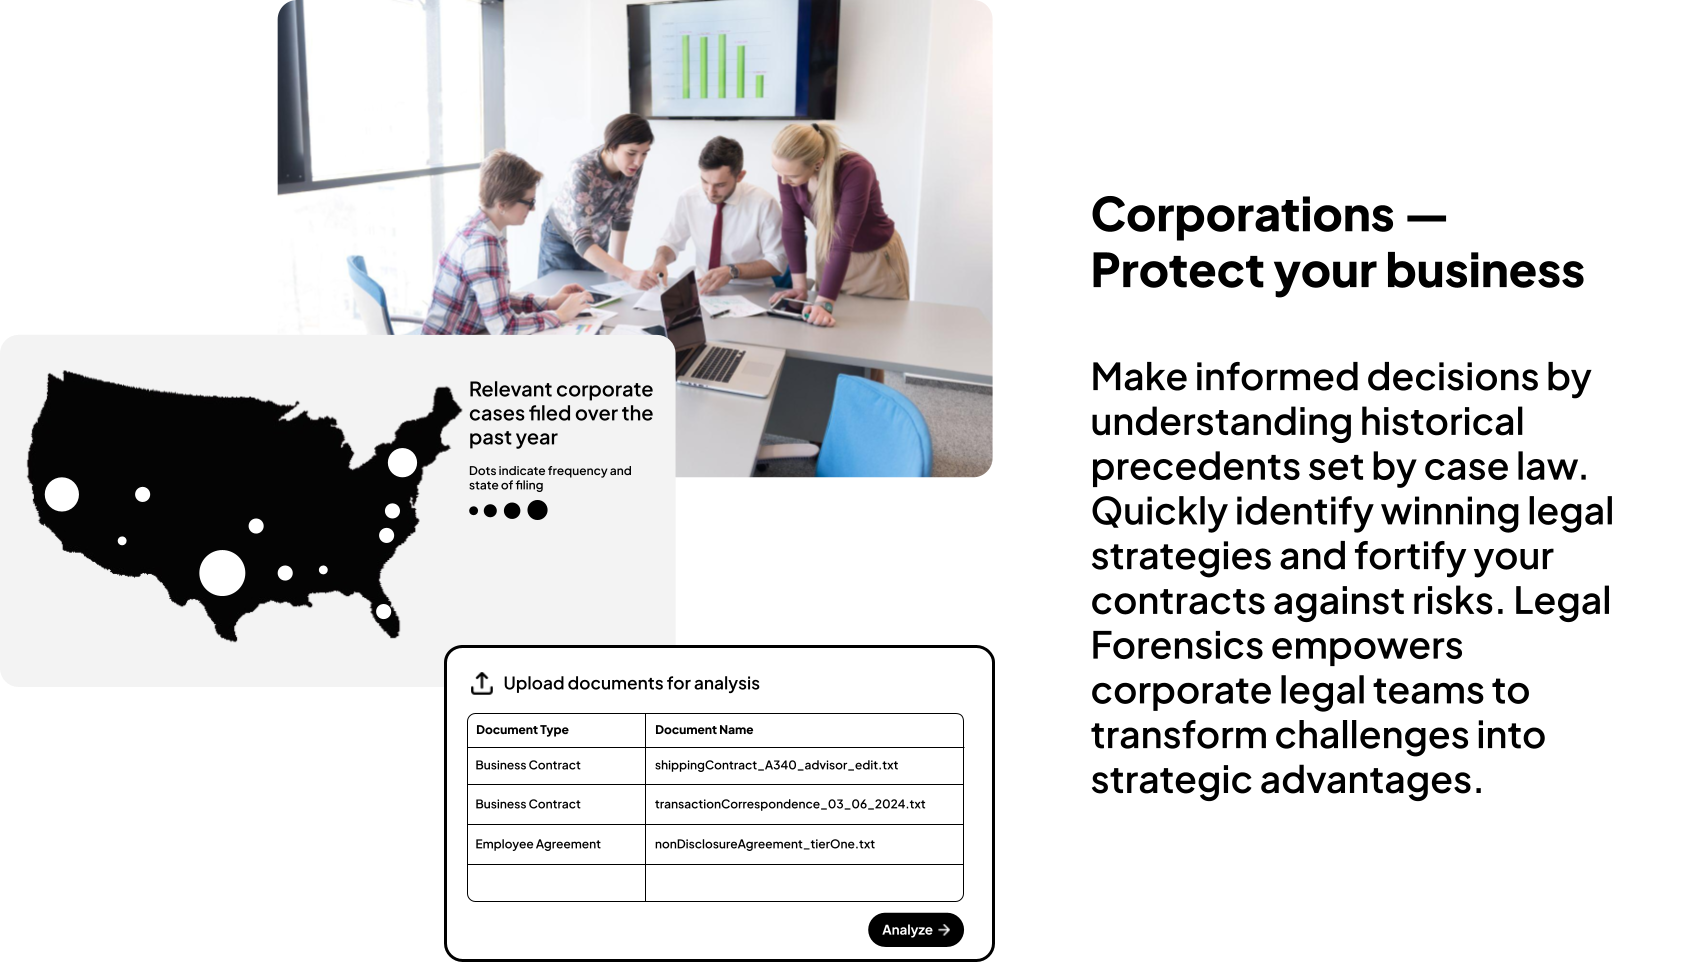 Corporations —
Protect your business
Make informed decisions by
understanding historical
precedents set by case law.
Quickly identify winning legal
strategies and fortify your
contracts against risks. Legal
Forensics empowers
corporate legal teams to
transform challenges into
strategic advantages.
Relevant corporate
cases filed over the
past year
Dots indicate frequency and
state of filing
Upload documents for analysis
Document Type Document Name
Business Contract shippingContract_A340_advisor_edit.txt
Business Contract transactionCorrespondence_03_06_2024.txt
Employee Agreement nonDisclosureAgreement_tierOne.txt
Analyze →